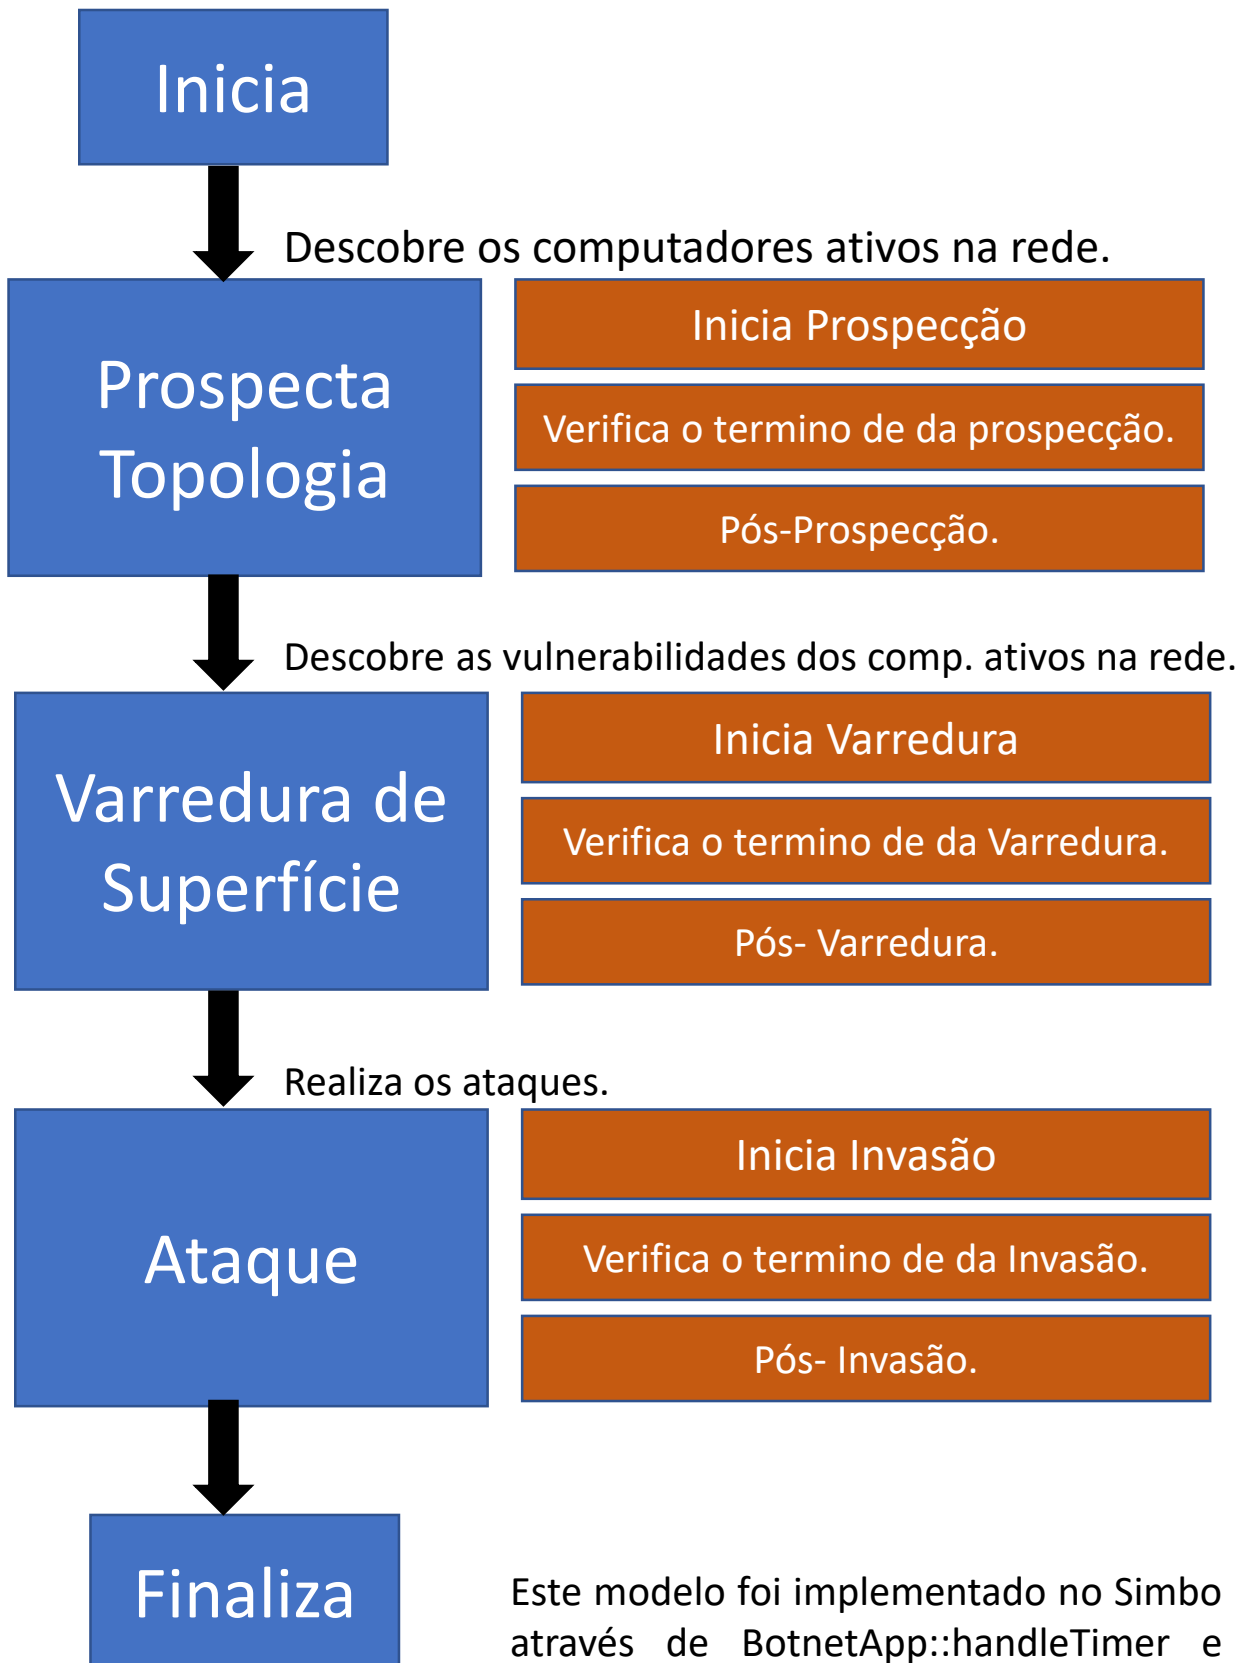 Inicia
Descobre os computadores ativos na rede.
Prospecta
Topologia
Inicia Prospecção
Verifica o termino de da prospecção.
Pós-Prospecção.
Descobre as vulnerabilidades dos comp. ativos na rede.
Varredura de
Superfície
Inicia Varredura
Verifica o termino de da Varredura.
Pós- Varredura.
Realiza os ataques.
Ataque
Inicia Invasão
Verifica o termino de da Invasão.
Pós- Invasão.
Finaliza
Este modelo foi implementado no Simbo
através de BotnetApp::handleTimer e